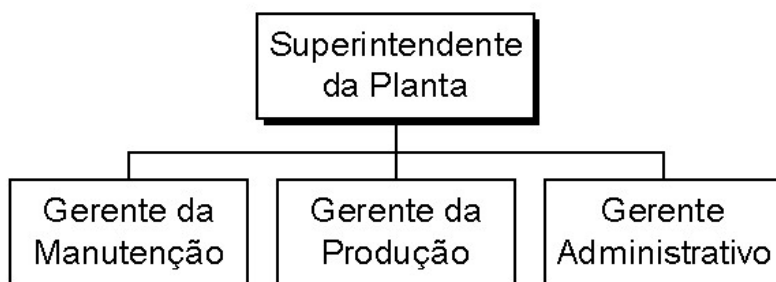 Superintendente
da Planta
Gerente da
Manutenção
Gerente da
Produção
Gerente
Administrativo